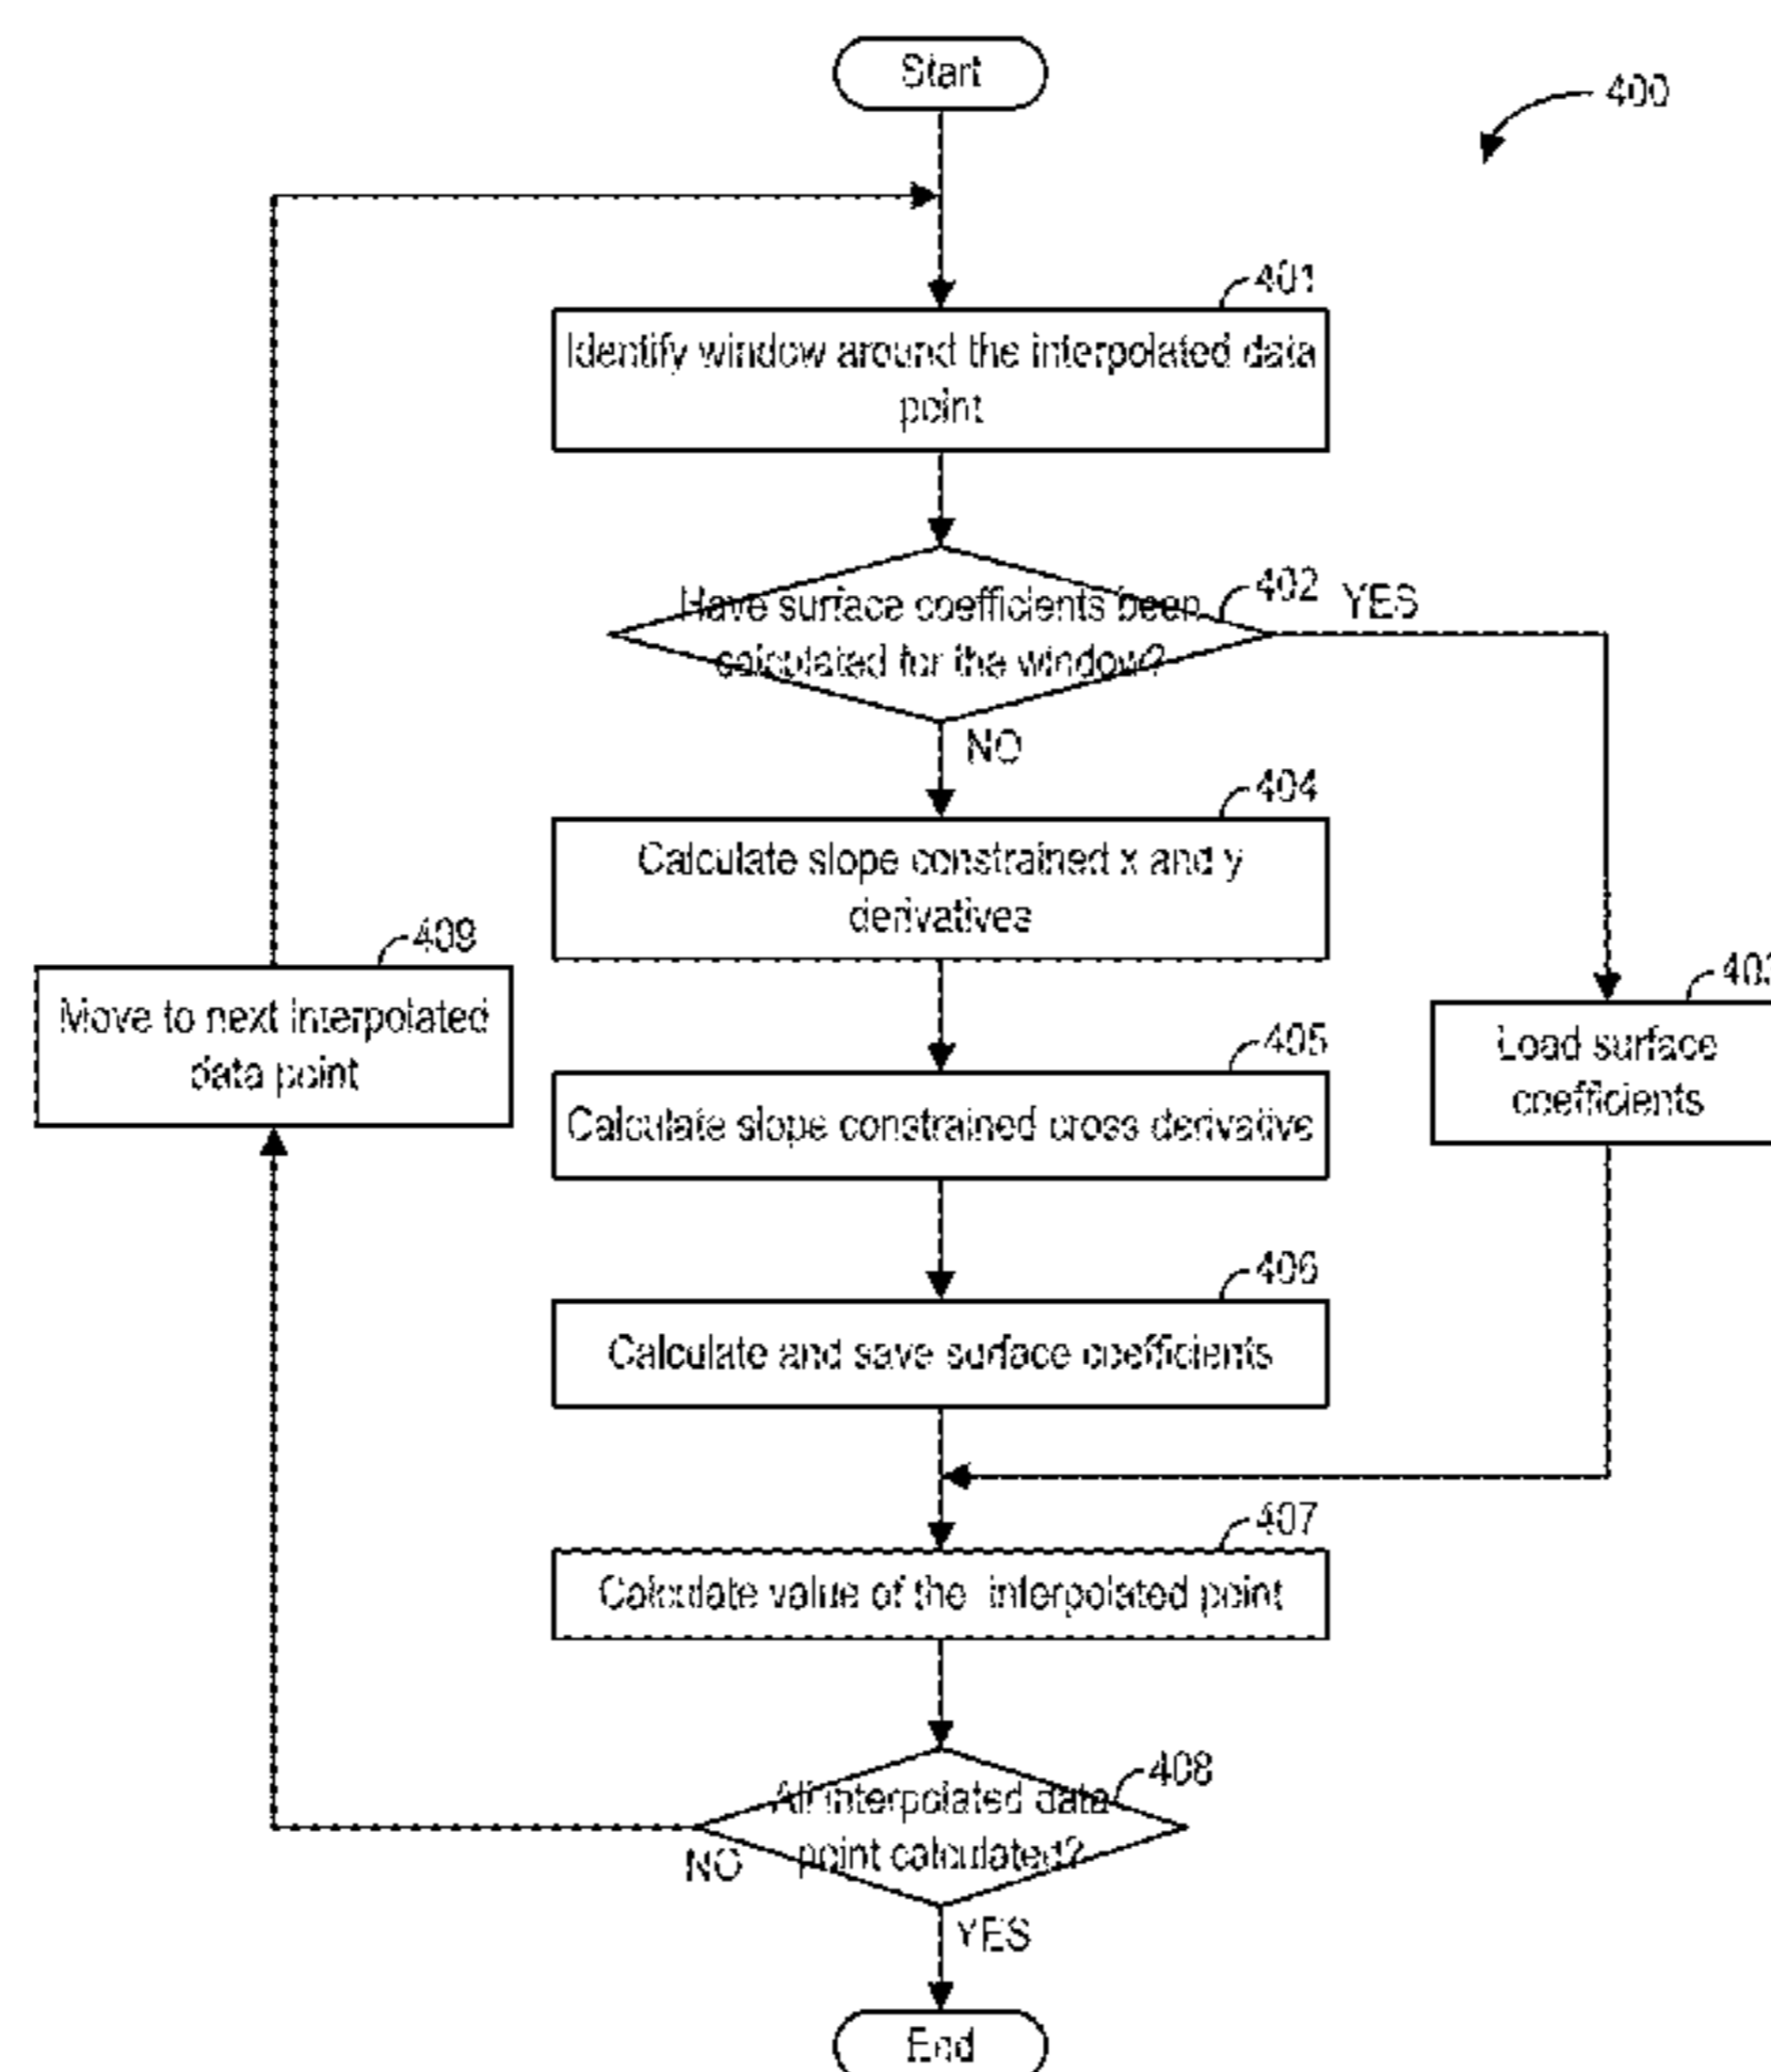 Start
400
401
Identify window around the interpolated data
point
402
Have surface coefficients been
calculated for the window?
YES
NO
404
Calculate slope constrained x and y
derivatives
409
Move to next interpolated
data point
403
Load surface
coefficients
405
Calculate slope constrained cross derivative
406
Calculate and save surface coefficients
407
Calculate value of the interpolated point
408
All interpolated data
point calculated?
NO
YES
End